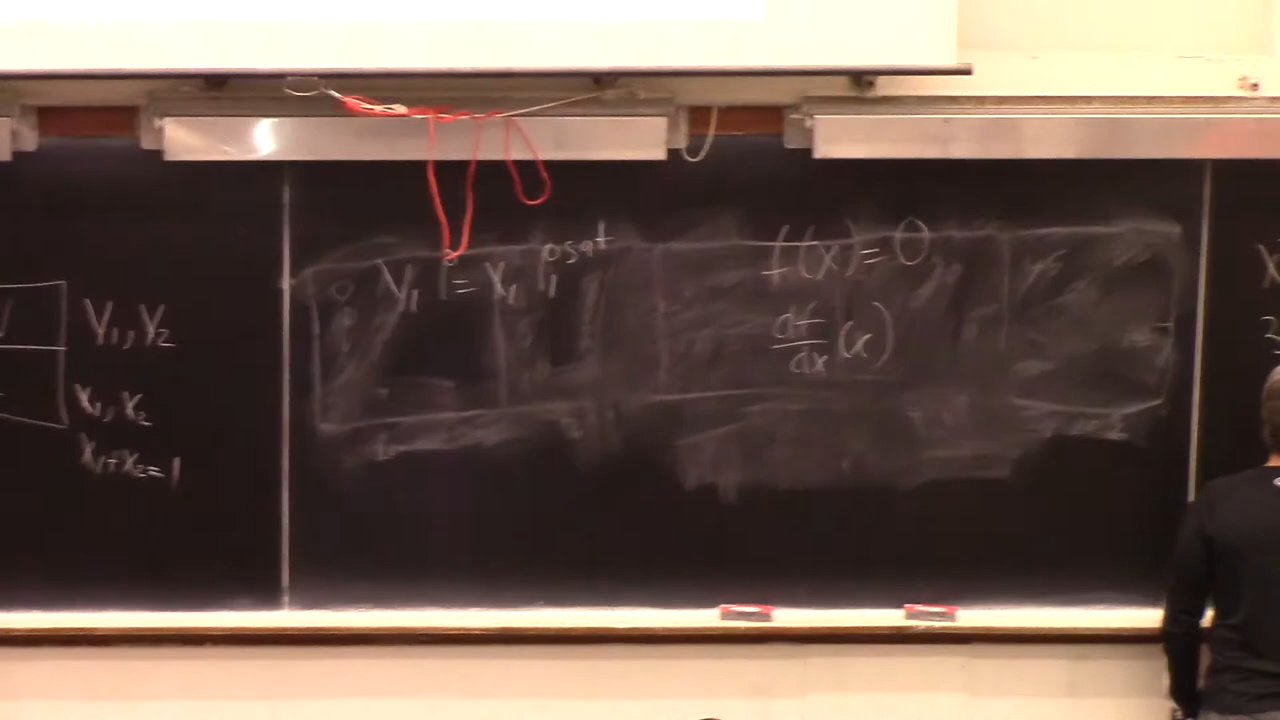 y₁, y₂
x₁, x₂
x₁+x₂=1
y₁ P = x₁ P₁ˢᵃᵗ
f(x)=0
df/dx (x)